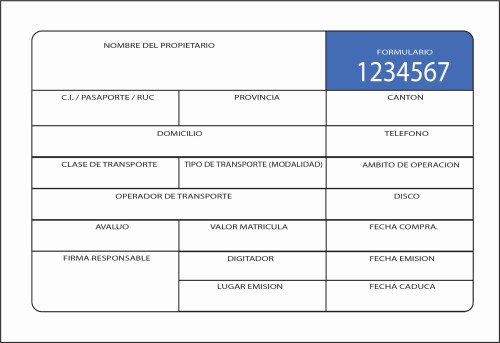 NOMBRE DEL PROPIETARIO
FORMULARIO
1234567
C.I. / PASAPORTE / RUC
PROVINCIA
CANTON
DOMICILIO
TELEFONO
CLASE DE TRANSPORTE
TIPO DE TRANSPORTE (MODALIDAD)
AMBITO DE OPERACION
OPERADOR DE TRANSPORTE
DISCO
AVALUO
VALOR MATRICULA
FECHA COMPRA.
FIRMA RESPONSABLE
DIGITADOR
FECHA EMISION
LUGAR EMISION
FECHA CADUCA